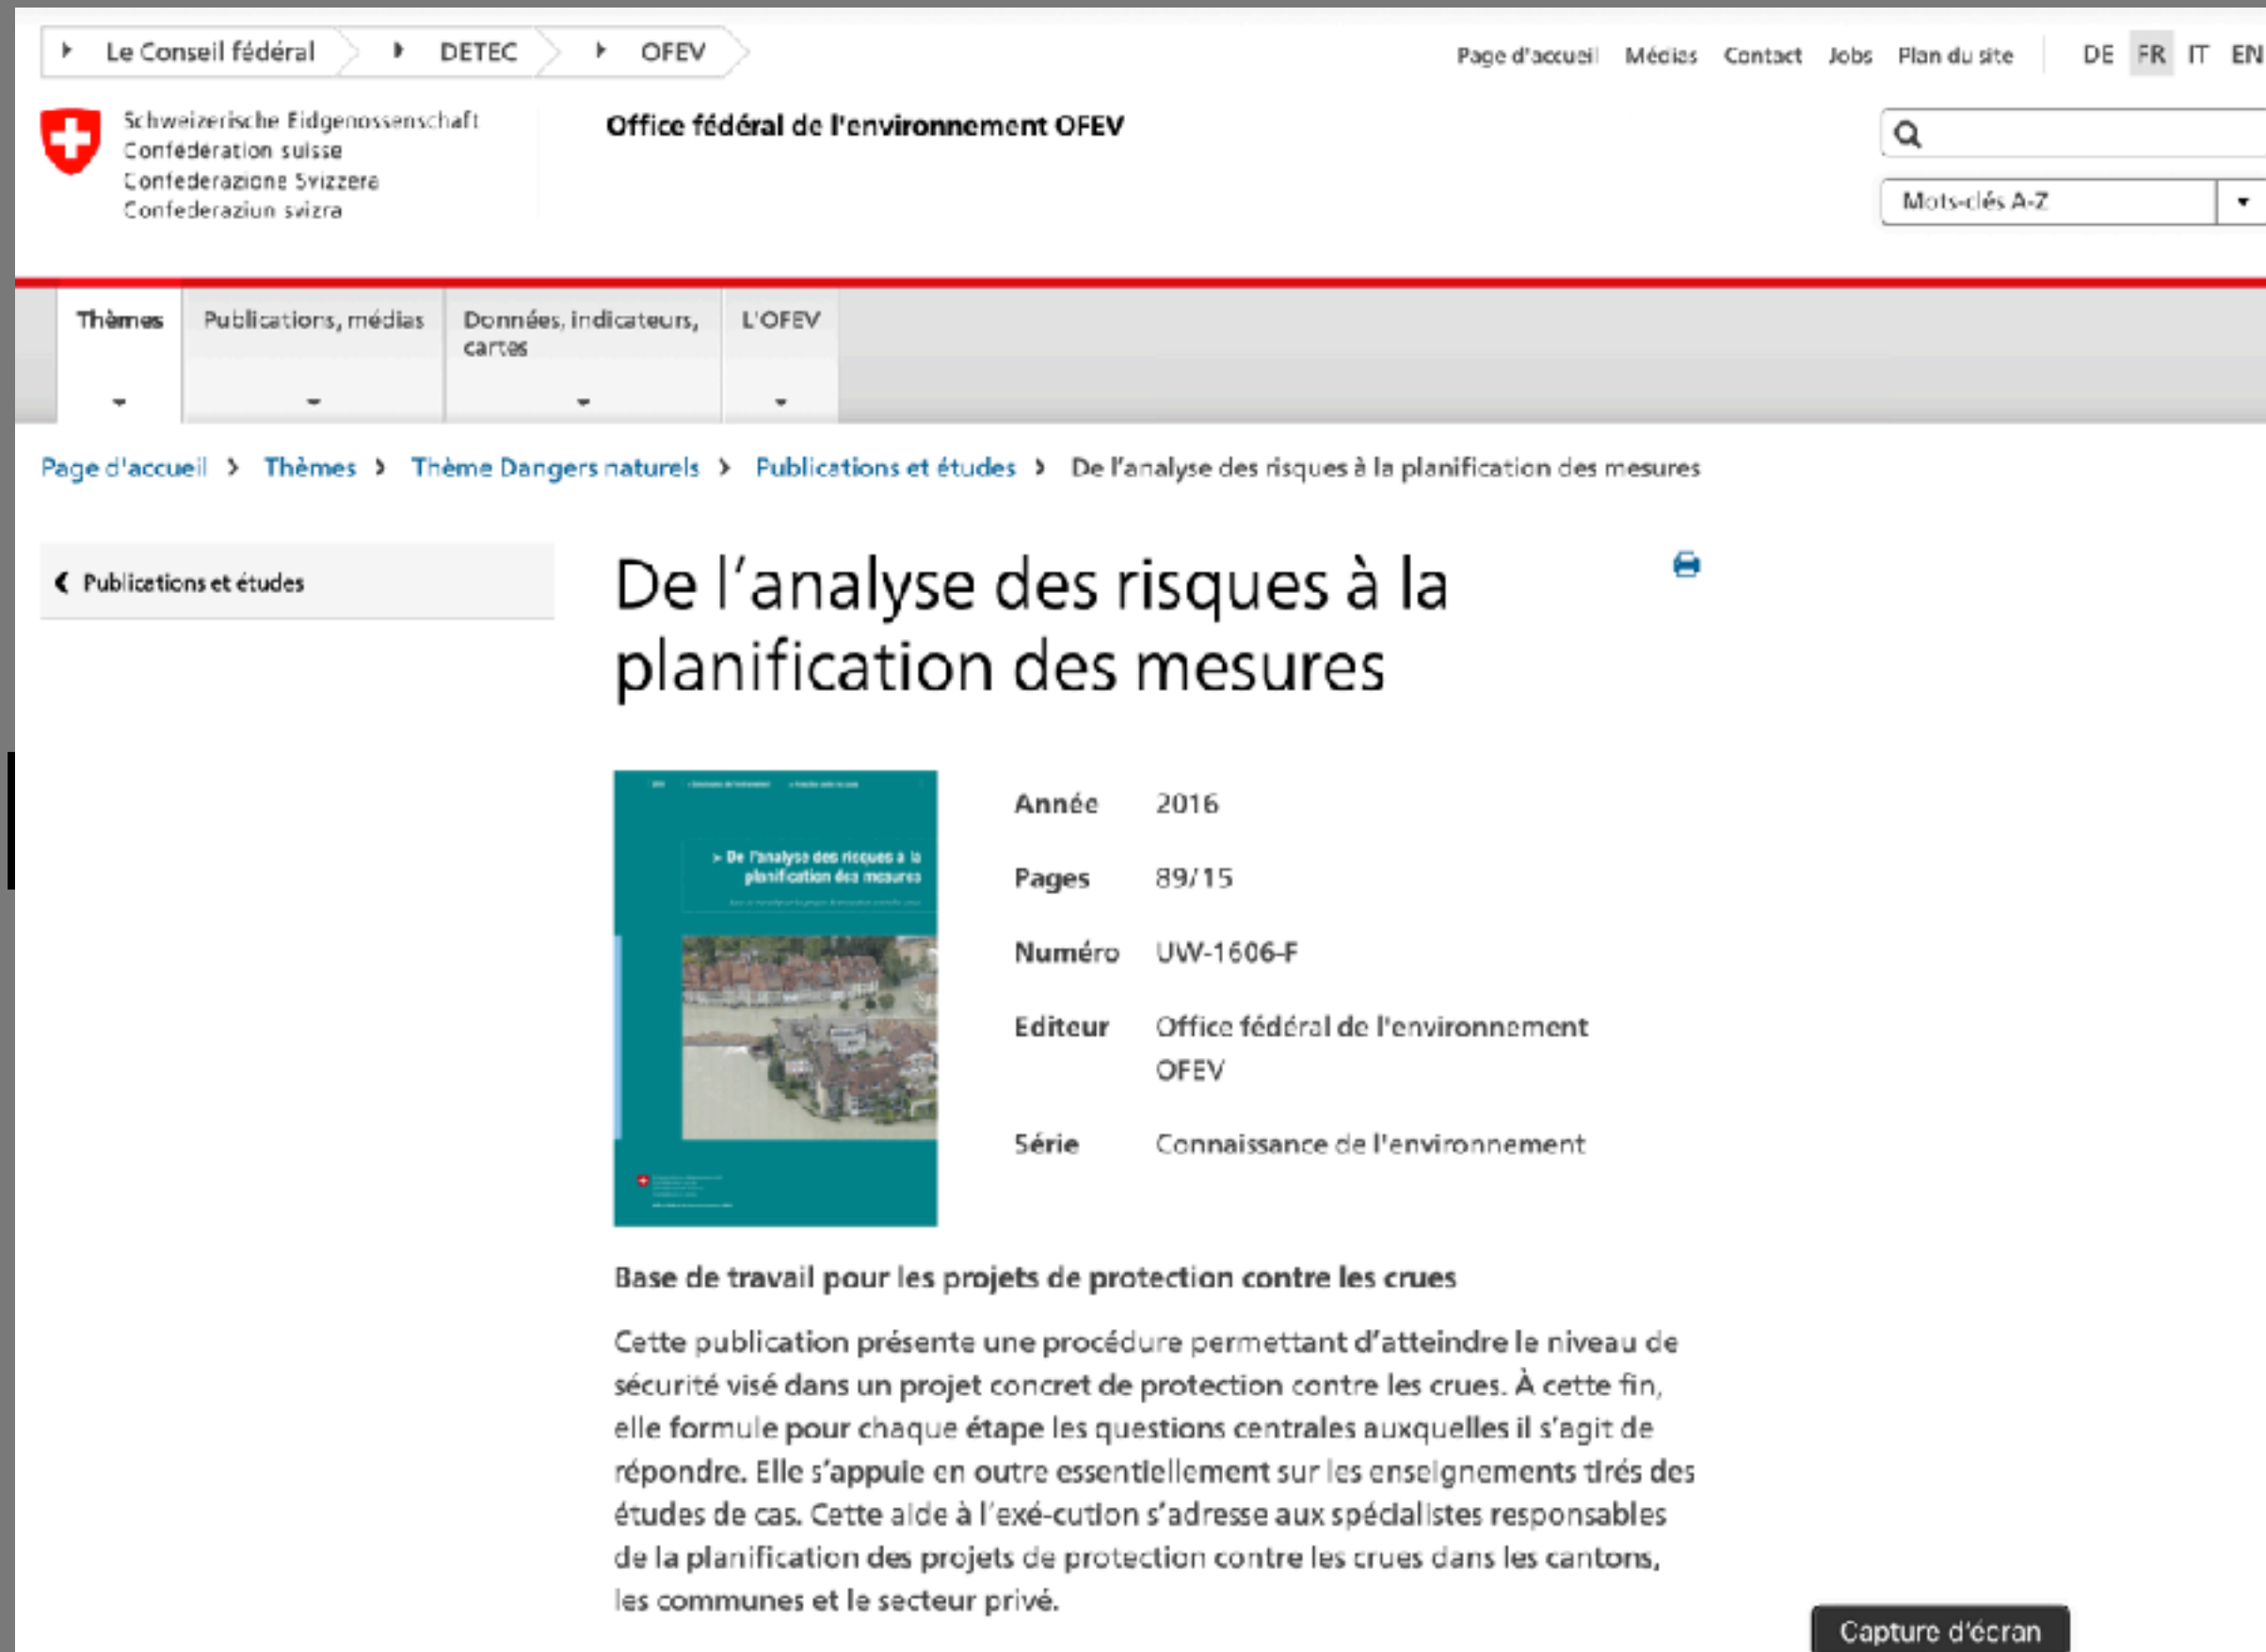 Le Conseil fédéral DETEC OFEV
Page d'accueil Médias Contact Jobs Plan du site DE FR IT EN
Schweizerische Eidgenossenschaft
Confédération suisse
Confederazione Svizzera
Confederaziun svizra
Office fédéral de l'environnement OFEV
Mots-clés A-Z
Thèmes
Publications, médias
Données, indicateurs,
cartes
L'OFEV
Page d'accueil > Thèmes > Thème Dangers naturels > Publications et études > De l'analyse des risques à la planification des mesures
Publications et études
De l'analyse des risques à la
planification des mesures
> De l'analyse des risques à la
planification des mesures
Année 2016
Pages 89/15
Numéro UW-1606-F
Editeur Office fédéral de l'environnement
OFEV
Série Connaissance de l'environnement
Base de travail pour les projets de protection contre les crues
Cette publication présente une procédure permettant d'atteindre le niveau de
sécurité visé dans un projet concret de protection contre les crues. À cette fin,
elle formule pour chaque étape les questions centrales auxquelles il s'agit de
répondre. Elle s'appuie en outre essentiellement sur les enseignements tirés des
études de cas. Cette aide à l'exé-cution s'adresse aux spécialistes responsables
de la planification des projets de protection contre les crues dans les cantons,
les communes et le secteur privé.
Capture d'écran